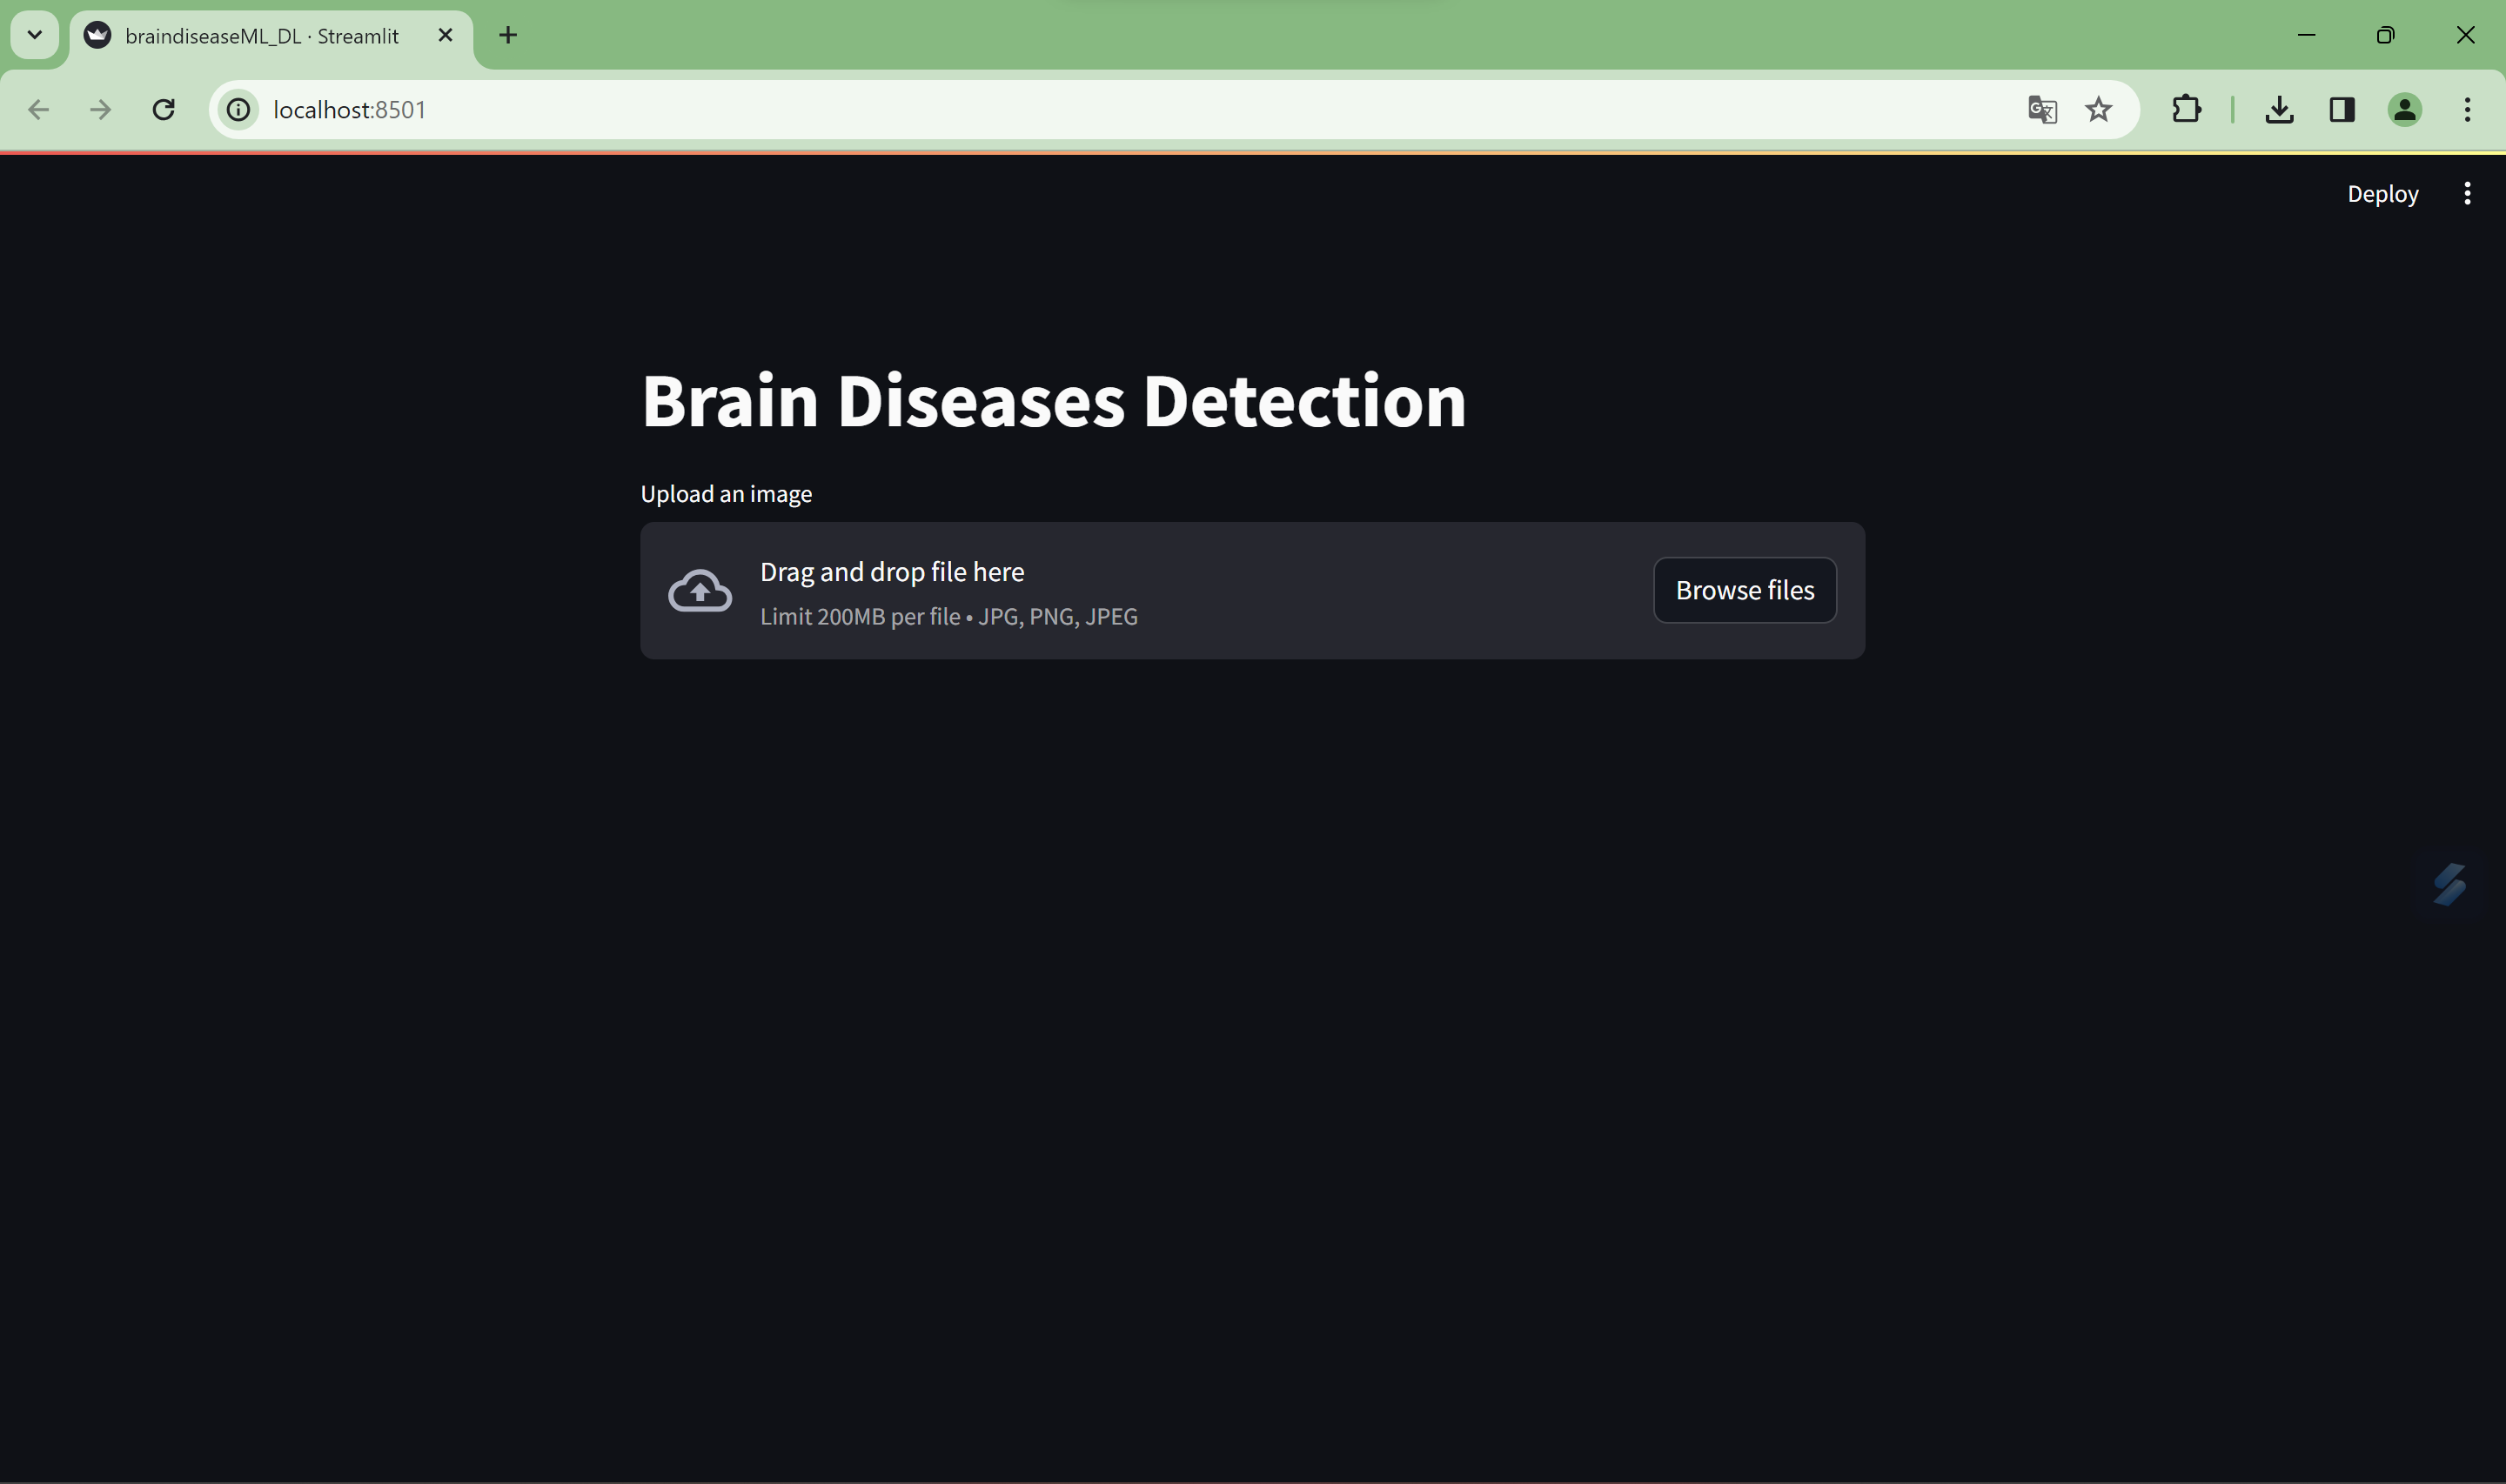 braindiseaseML_DL · Streamlit
localhost:8501
Deploy
Brain Diseases Detection
Upload an image
Drag and drop file here
Limit 200MB per file • JPG, PNG, JPEG
Browse files